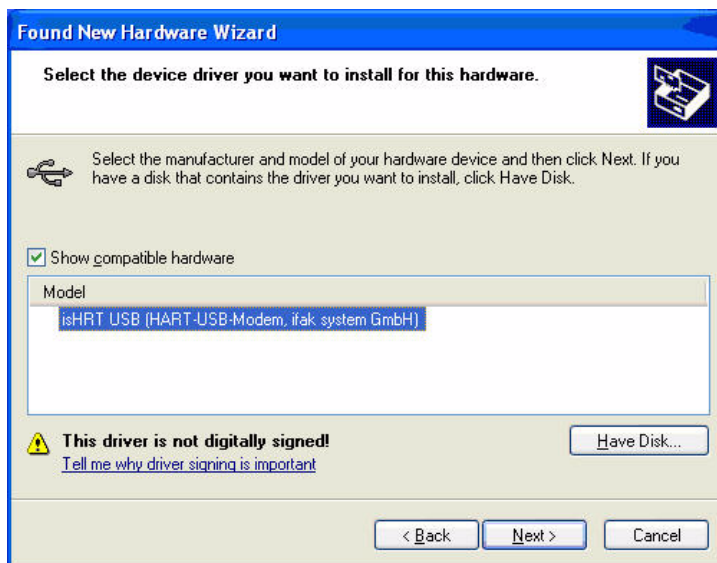 Found New Hardware Wizard
Select the device driver you want to install for this hardware.
Select the manufacturer and model of your hardware device and then click Next. If you
have a disk that contains the driver you want to install, click Have Disk.
Show compatible hardware
Model
isHRT USB (HART-USB-Modem, ifak system GmbH)
This driver is not digitally signed!
Have Disk...
Tell me why driver signing is important
< Back
Next >
Cancel